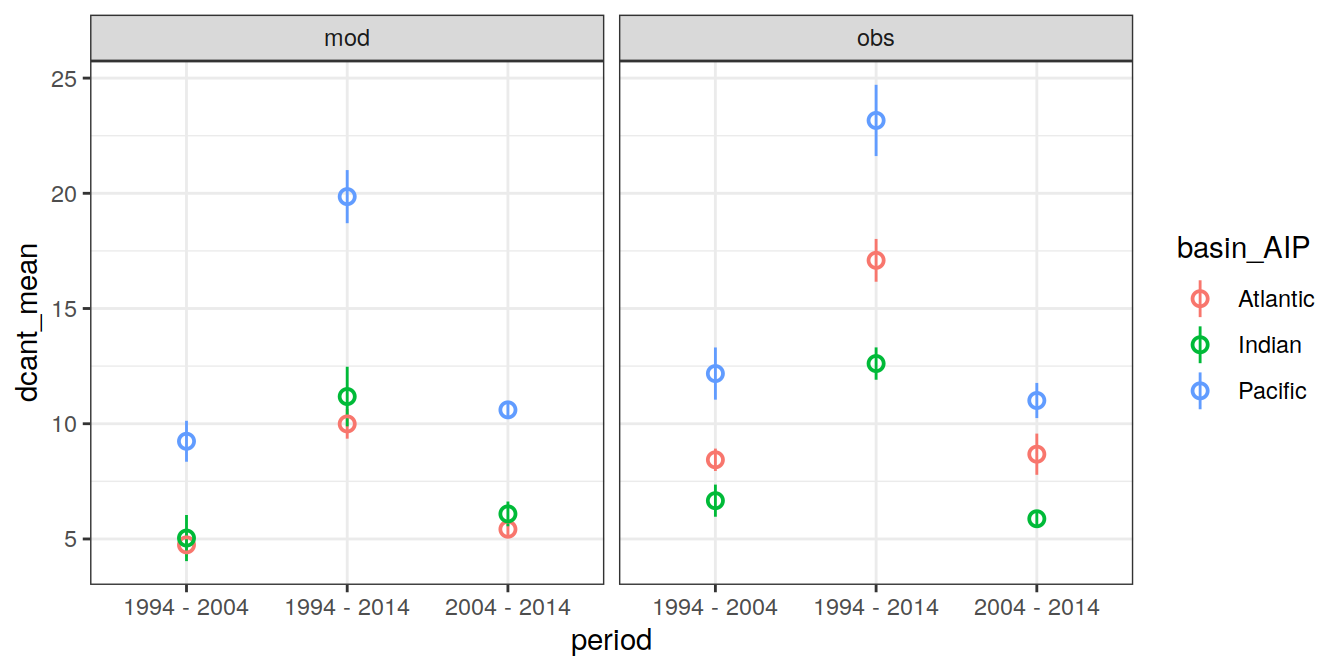 mod
obs
dcant_mean
25
20
15
10
5
1994 - 2004
1994 - 2014
2004 - 2014
1994 - 2004
1994 - 2014
2004 - 2014
period
basin_AIP
Atlantic
Indian
Pacific